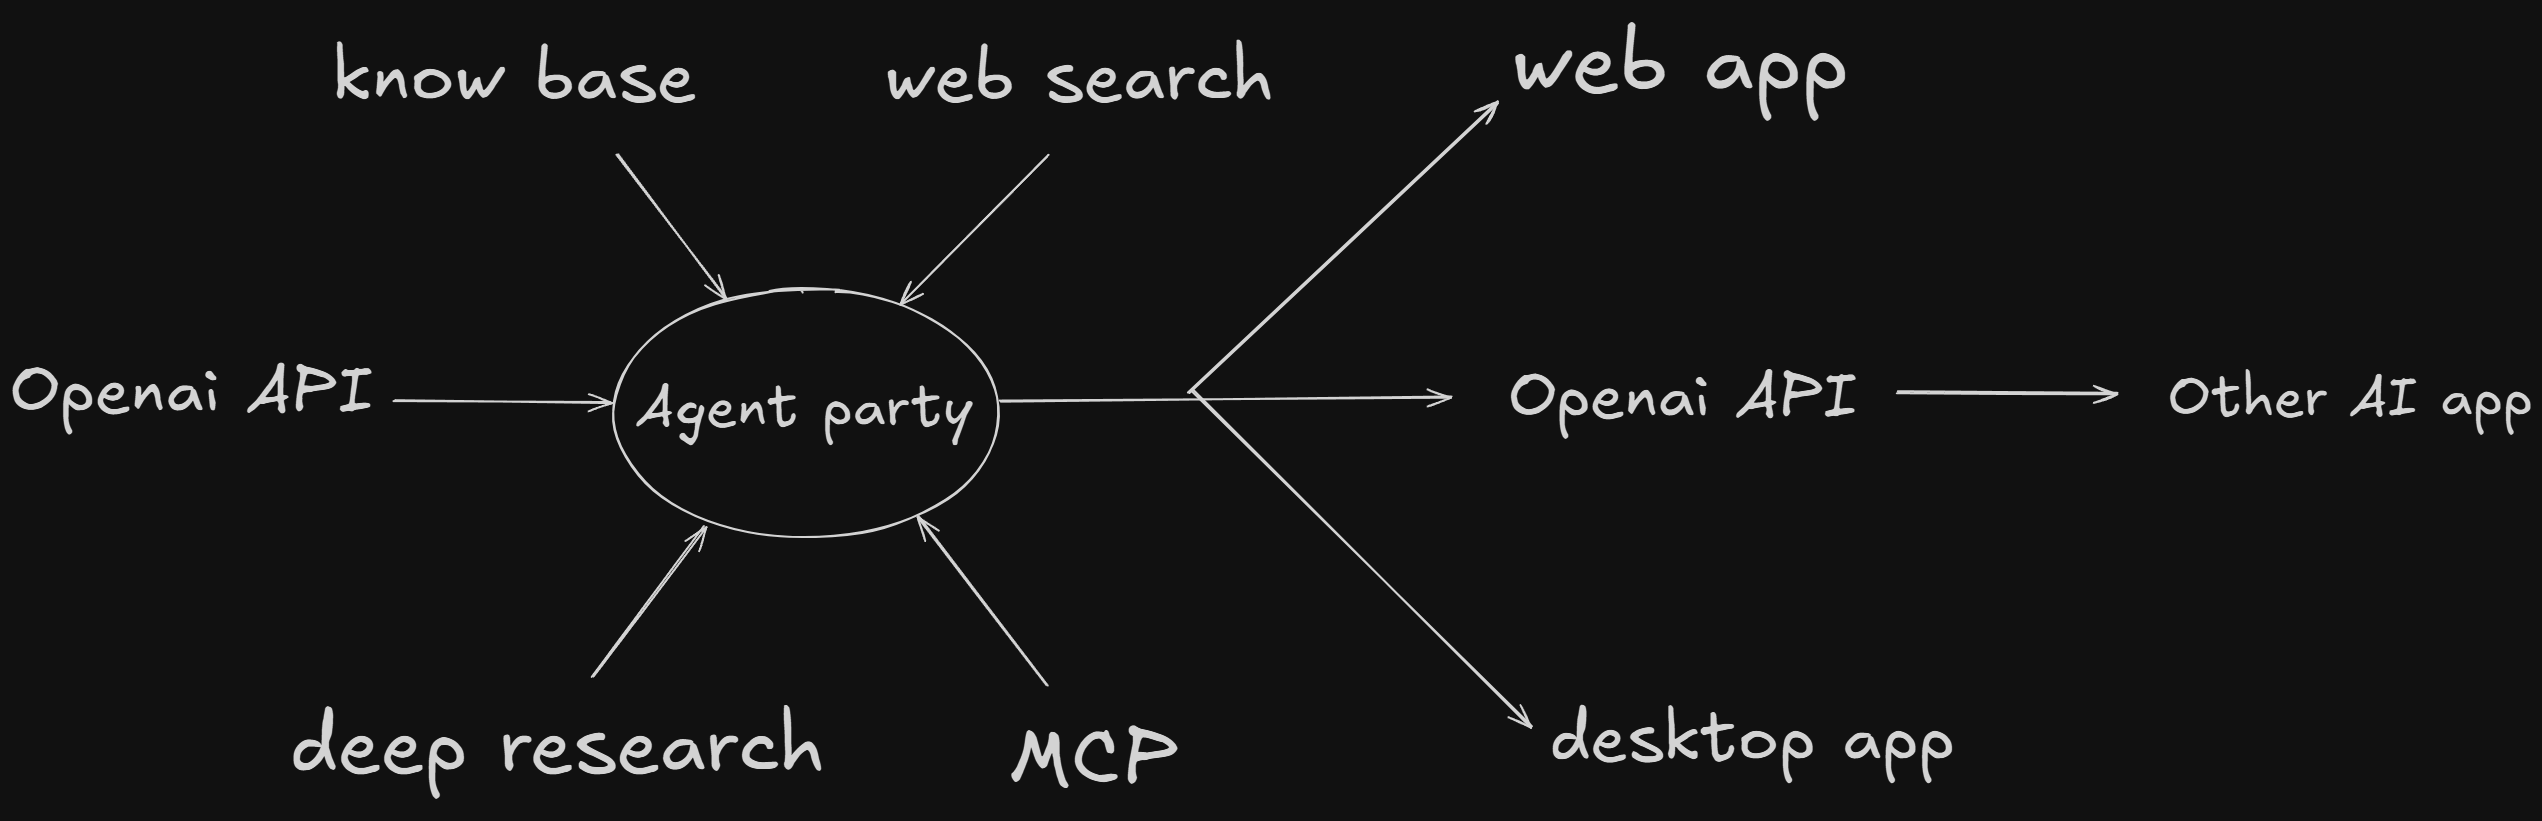 know base
web search
web app
Openai API
Agent party
Openai API
Other AI app
deep research
MCP
desktop app